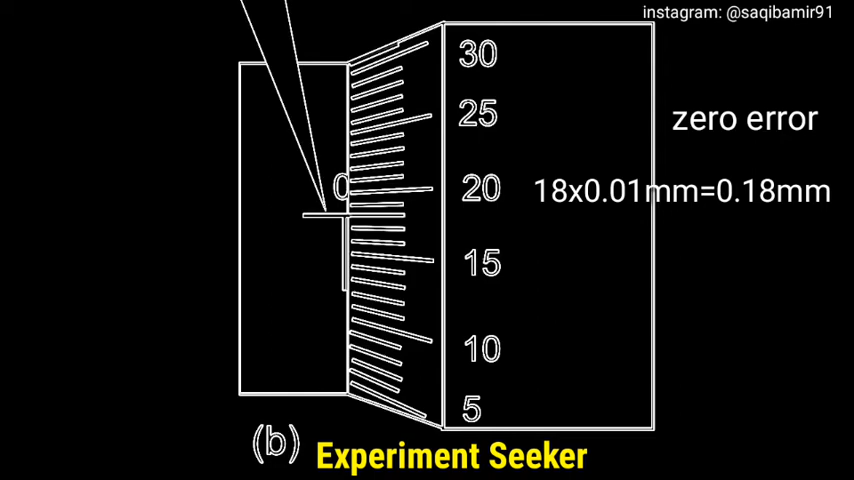 instagram: @saqibamir91
30
25
zero error
0
20
18x0.01mm=0.18mm
15
10
5
(b)
Experiment Seeker